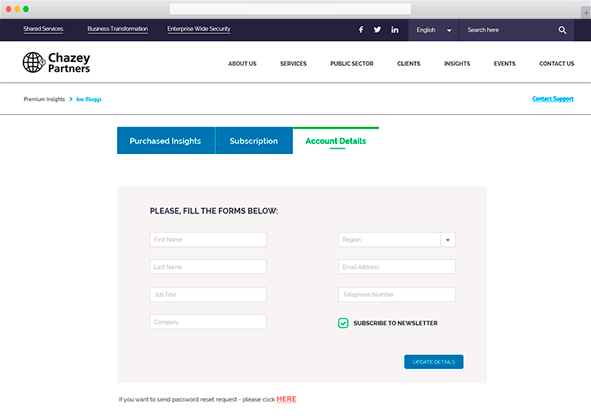 Shared Services Business Transformation Enterprise Wide Security English Search here
Chazey
Partners
ABOUT US SERVICES PUBLIC SECTOR CLIENTS INSIGHTS EVENTS CONTACT US
Premium Insights Joe Bloggs Contact Support
Purchased Insights Subscription Account Details
PLEASE, FILL THE FORMS BELOW:
First Name Region
Last Name Email Address
Job Title Telephone Number
Company SUBSCRIBE TO NEWSLETTER
UPDATE DETAILS
If you want to send password reset request - please click HERE